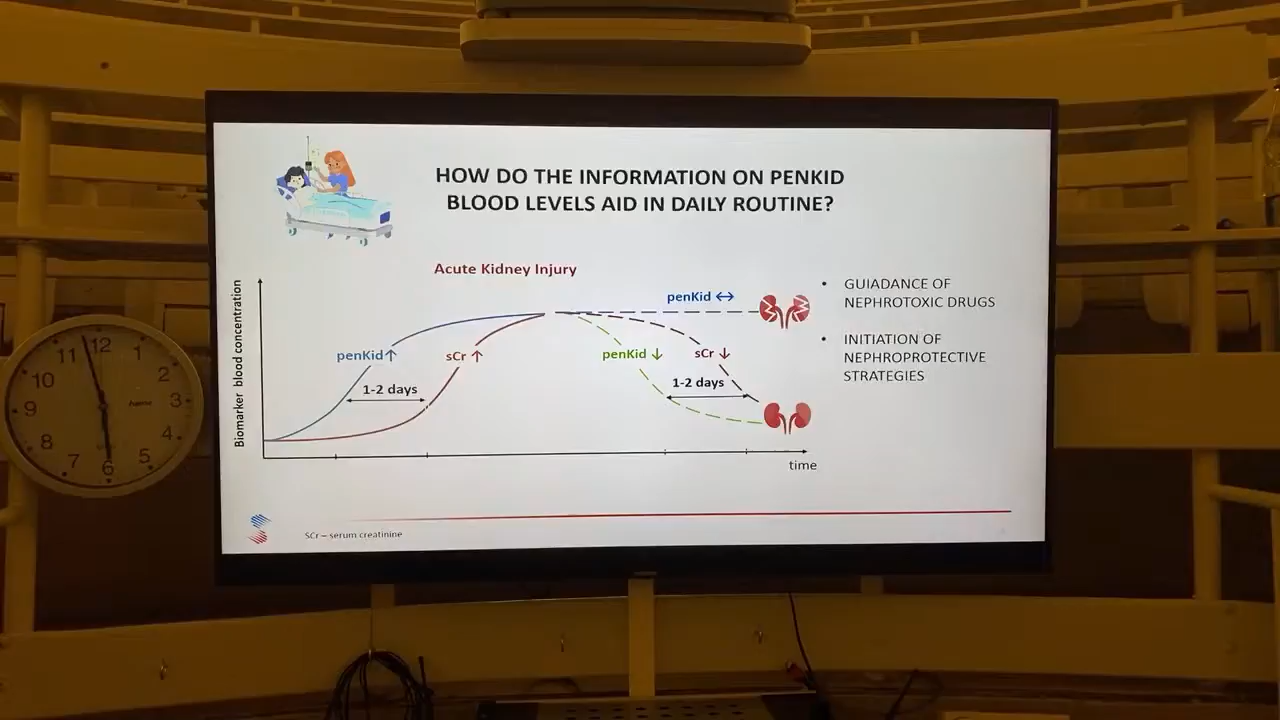 HOW DO THE INFORMATION ON PENKID
BLOOD LEVELS AID IN DAILY ROUTINE?
Acute Kidney Injury
Biomarker blood concentration
penKid ↔
penKid ↑
sCr ↑
penKid ↓
sCr ↓
1-2 days
1-2 days
time
• GUIADANCE OF
NEPHROTOXIC DRUGS
• INITIATION OF
NEPHROPROTECTIVE
STRATEGIES
SCr – serum creatinine
12
1
2
3
4
5
6
7
8
9
10
11